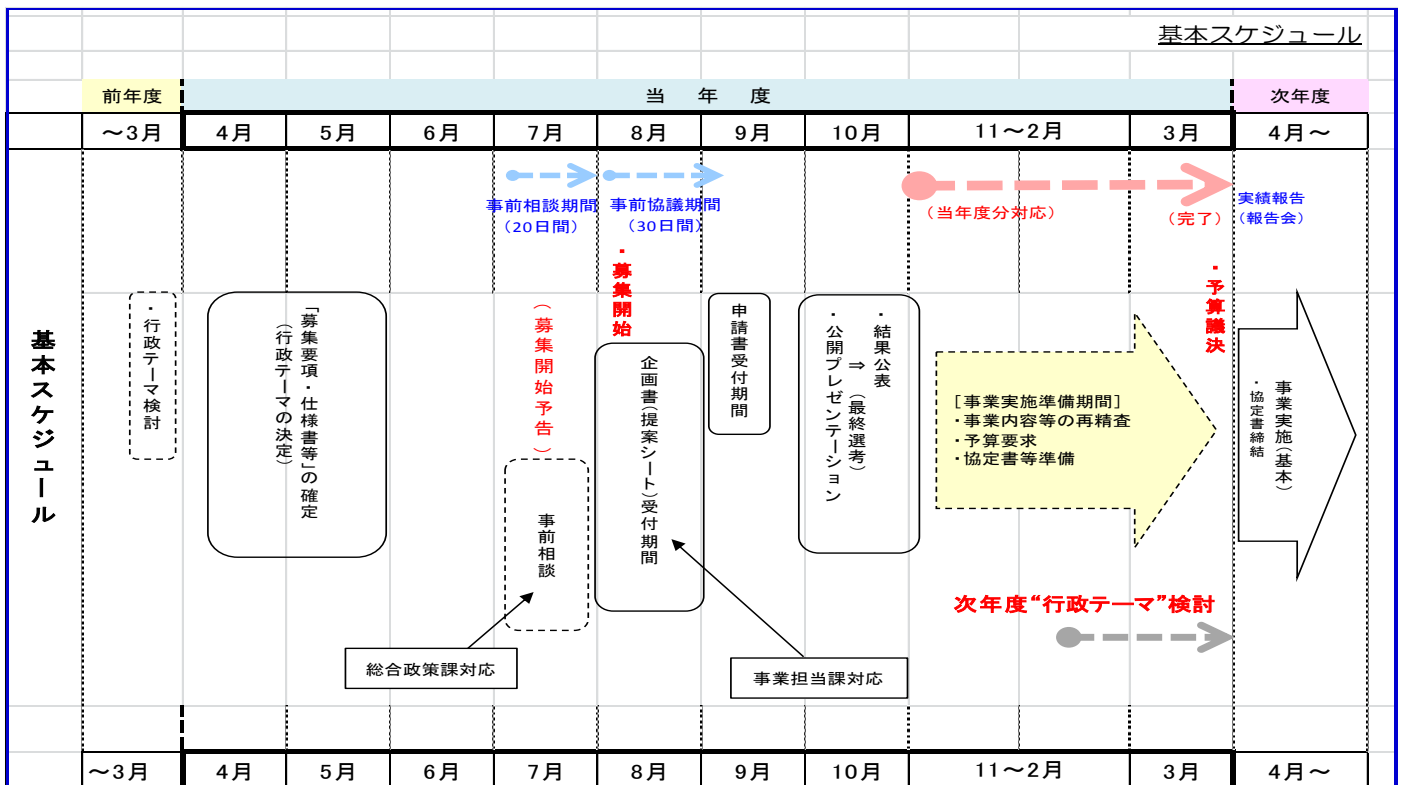 基本スケジュール
前年度
当年度
次年度
～3月
4月
5月
6月
7月
8月
9月
10月
11～2月
3月
4月～
基本スケジュール
事前相談期間
（20日間）
事前協議期間
（30日間）
（当年度分対応）
（完了）
実績報告
（報告会）
・行政テーマ検討
「募集要項・仕様書等」の確定
（行政テーマの決定）
（募集開始予告）
事前相談
・募集開始
企画書（提案シート）受付期間
申請書受付期間
・公開プレゼンテーション
⇒（最終選考）
・結果公表
[事業実施準備期間]
・事業内容等の再精査
・予算要求
・協定書等準備
・予算議決
事業実施（基本）
・協定書締結
次年度“行政テーマ”検討
総合政策課対応
事業担当課対応
～3月
4月
5月
6月
7月
8月
9月
10月
11～2月
3月
4月～